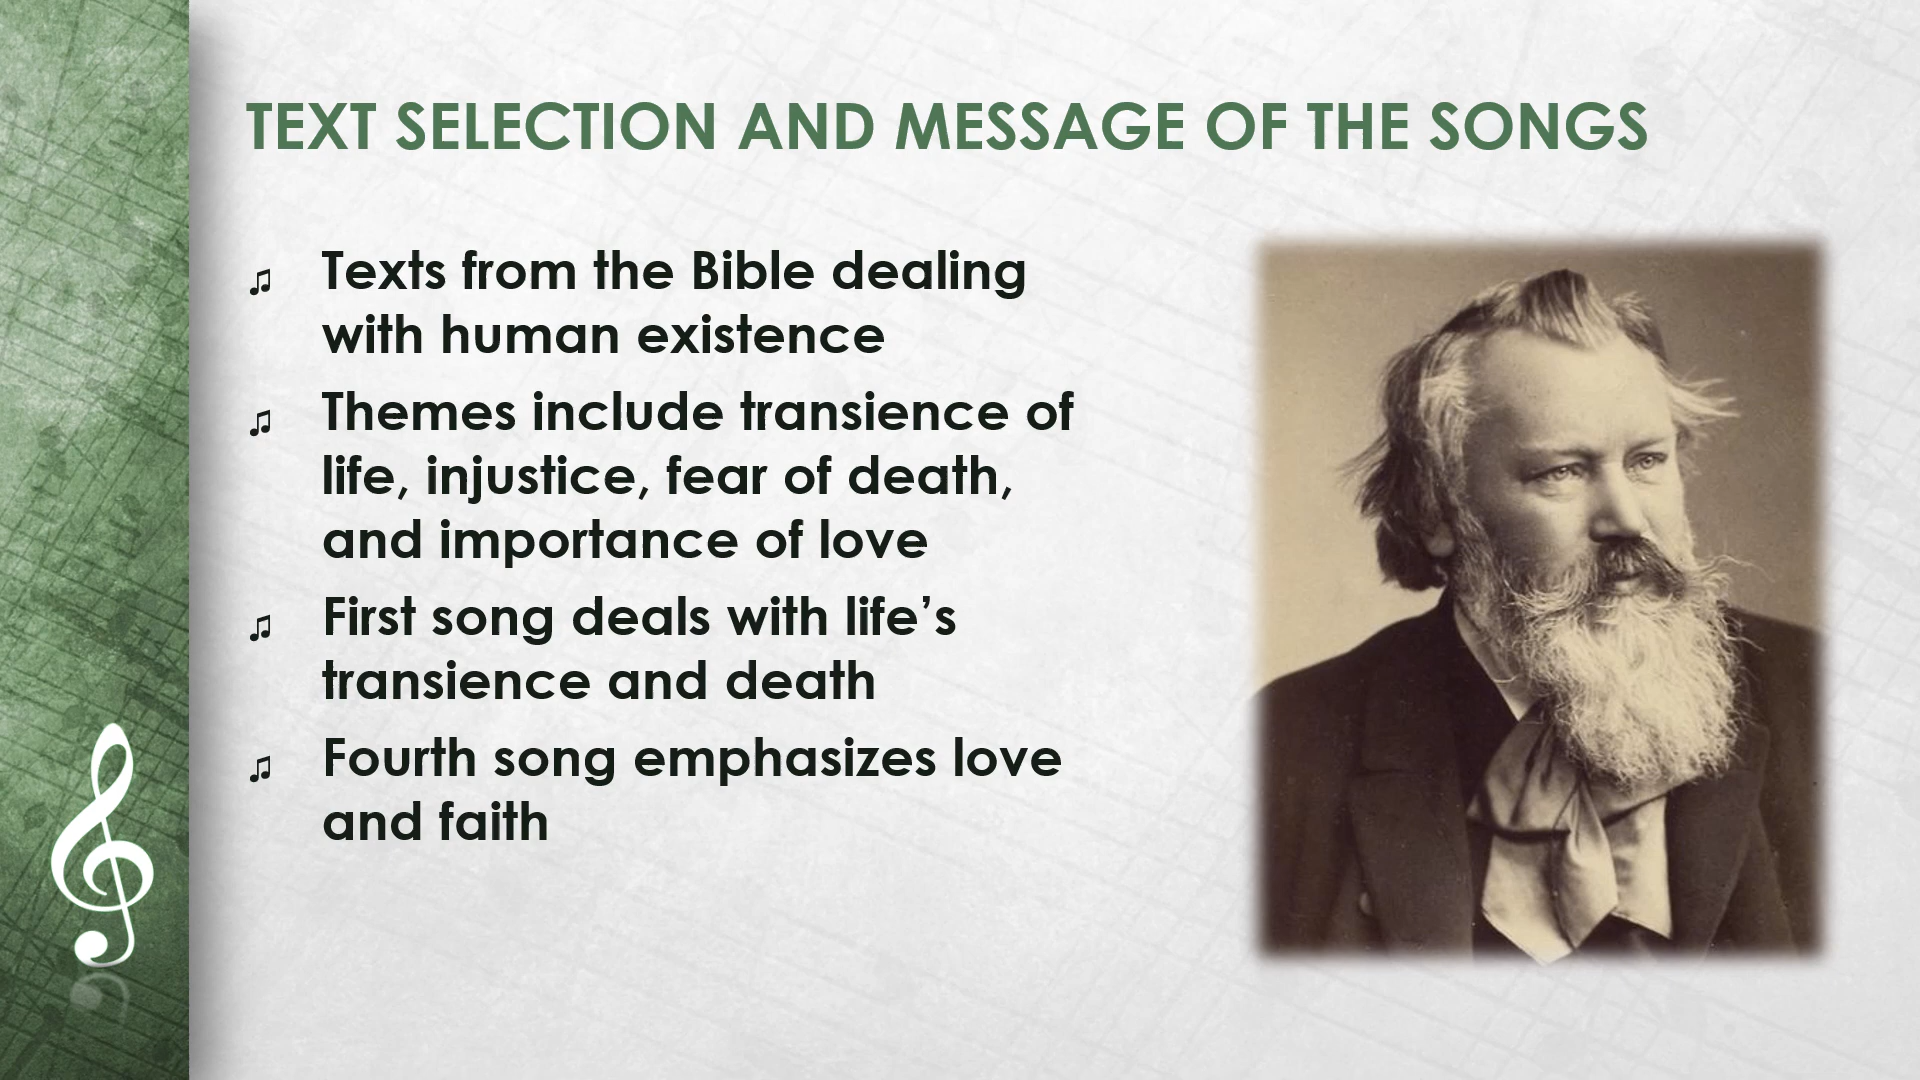 TEXT SELECTION AND MESSAGE OF THE SONGS
♫ Texts from the Bible dealing
with human existence
♫ Themes include transience of
life, injustice, fear of death,
and importance of love
♫ First song deals with life’s
transience and death
♫ Fourth song emphasizes love
and faith